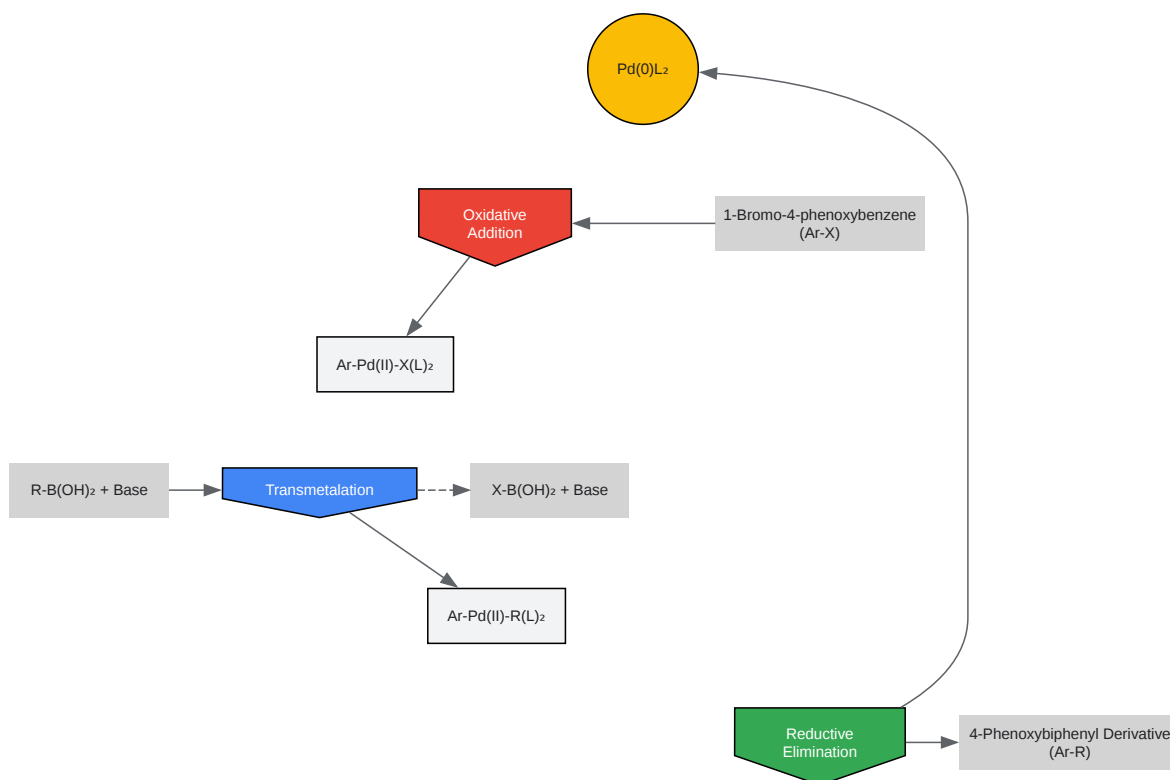 Pd(0)L₂
Oxidative
Addition
1-Bromo-4-phenoxybenzene
(Ar-X)
Ar-Pd(II)-X(L)₂
R-B(OH)₂ + Base
Transmetalation
X-B(OH)₂ + Base
Ar-Pd(II)-R(L)₂
Reductive
Elimination
4-Phenoxybiphenyl Derivative
(Ar-R)